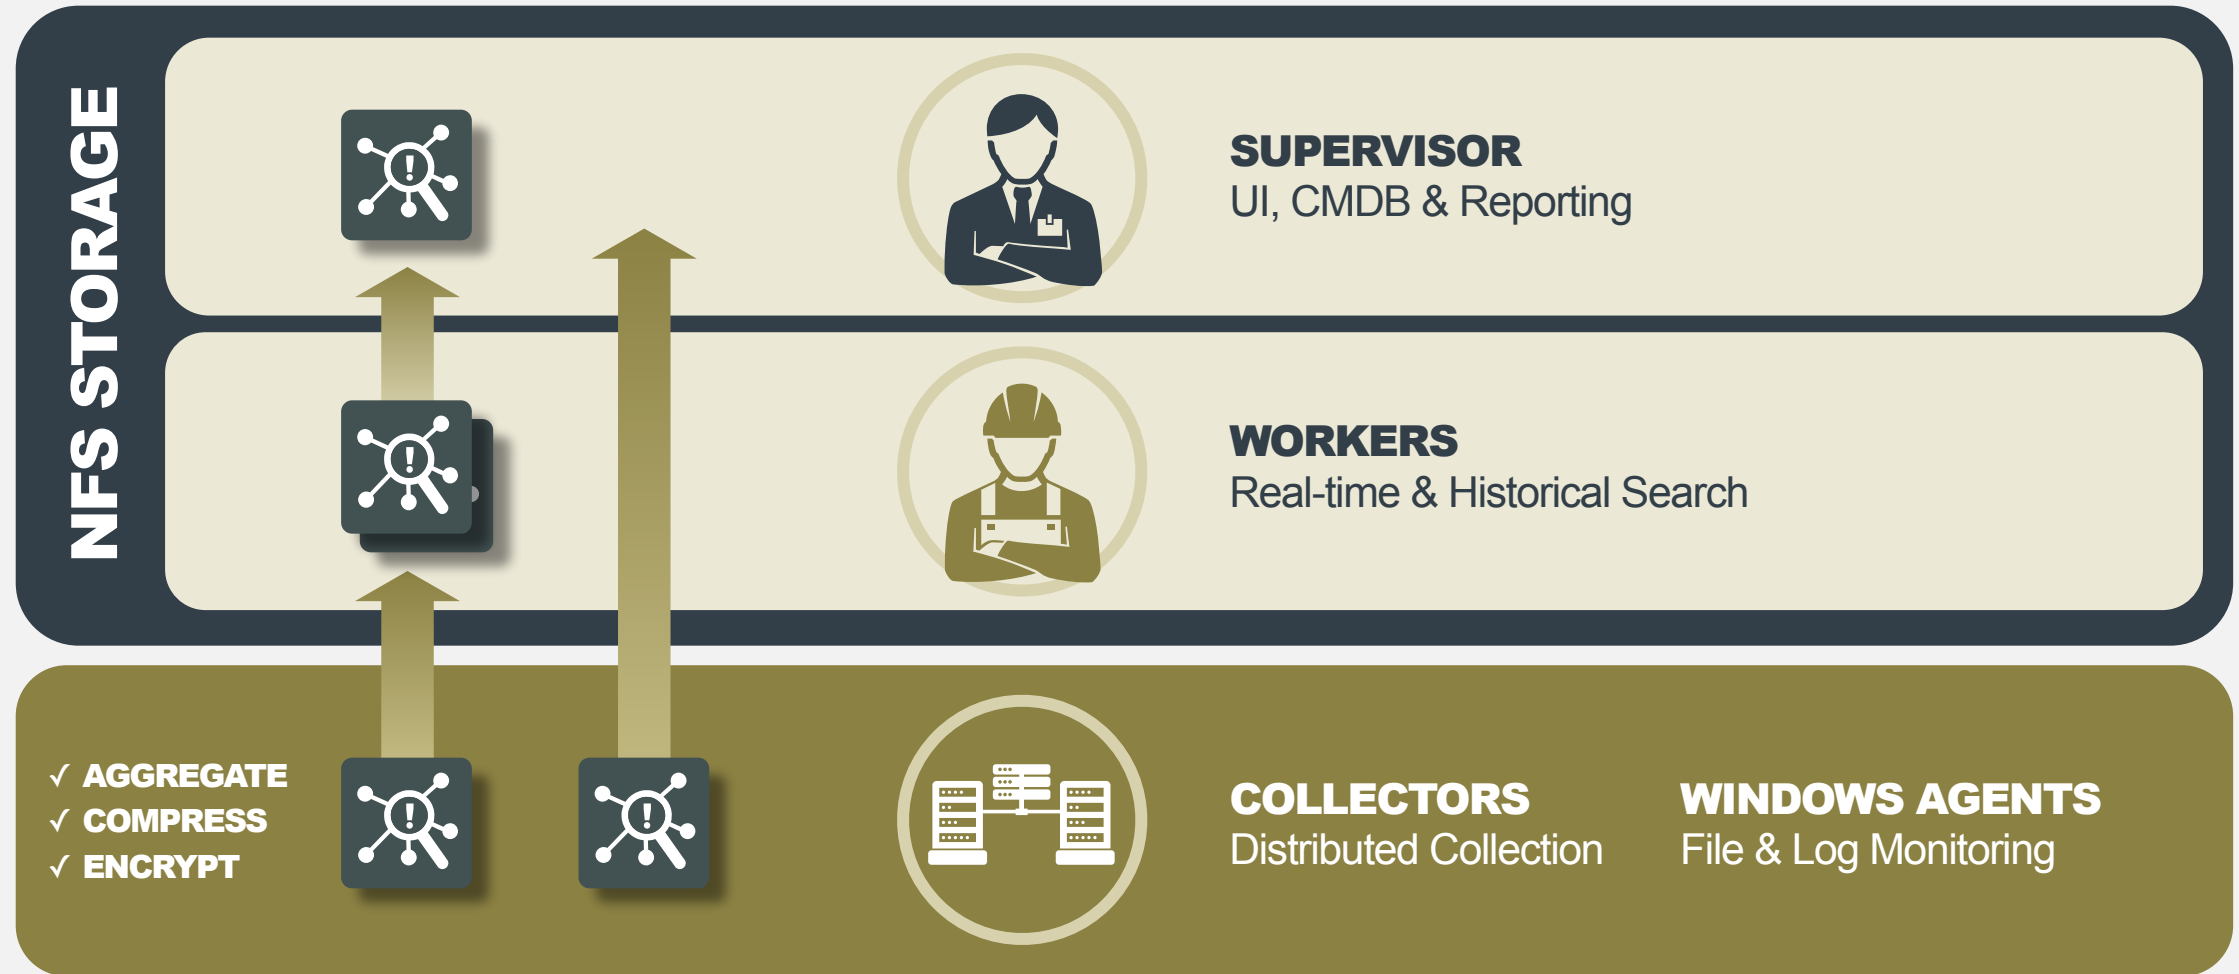 NFS STORAGE
SUPERVISOR
UI, CMDB & Reporting
WORKERS
Real-time & Historical Search
✓ AGGREGATE
✓ COMPRESS
✓ ENCRYPT
COLLECTORS
Distributed Collection
WINDOWS AGENTS
File & Log Monitoring